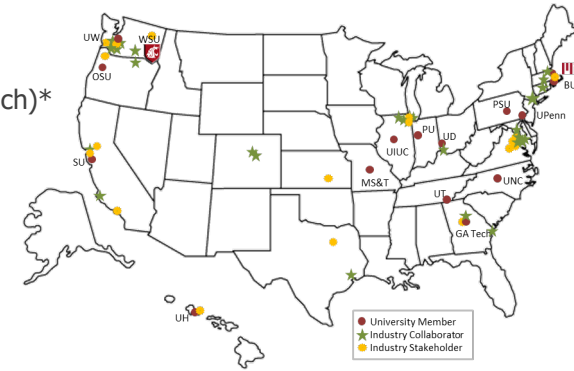 ch)*
UW
WSU
OSU
BU
PSU
UPenn
PU
UD
UIUC
SU
MS&T
UNC
UT
GA Tech
UH
University Member
Industry Collaborator
Industry Stakeholder